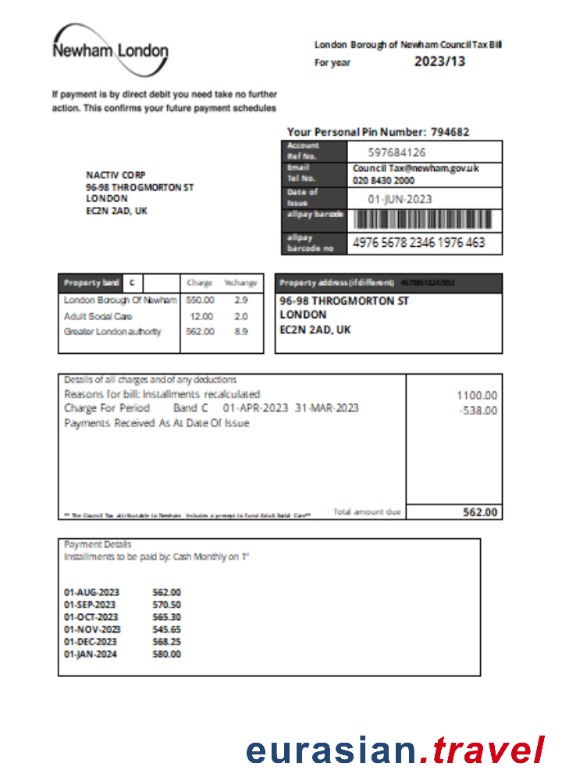 Newham London
London Borough of Newham Council Tax Bill
For year 2023/13
If payment is by direct debit you need take no further
action. This confirms your future payment schedules
Your Personal Pin Number: 794682
NACTIV CORP
96-98 THROGMORTON ST
LONDON
EC2N 2AD, UK
Account
Ref No. 597684126
Email Council Tax@newham.gov.uk
Tel No. 020 8430 2000
Date of
Issue 01-JUN-2023
allpay barcode
allpay
barcode no 4976 5678 2346 1976 463
Property band C Charge %change
London Borough Of Newham 550.00 2.9
Adult Social Care 12.00 2.0
Greater London authority 562.00 8.9
Property address (if different)
96-98 THROGMORTON ST
LONDON
EC2N 2AD, UK
Details of all charges and of any deductions
Reasons for bill: Installments recalculated 1100.00
Charge For Period Band C 01-APR-2023 31-MAR-2023 -538.00
Payments Received As At Date Of Issue
** The Council Tax attributable to Newham includes a precept to fund Adult Social Care**
Total amount due 562.00
Payment Details
Installments to be paid by: Cash Monthly on 1st
01-AUG-2023 562.00
01-SEP-2023 570.50
01-OCT-2023 565.30
01-NOV-2023 545.65
01-DEC-2023 568.25
01-JAN-2024 580.00
eurasian.travel